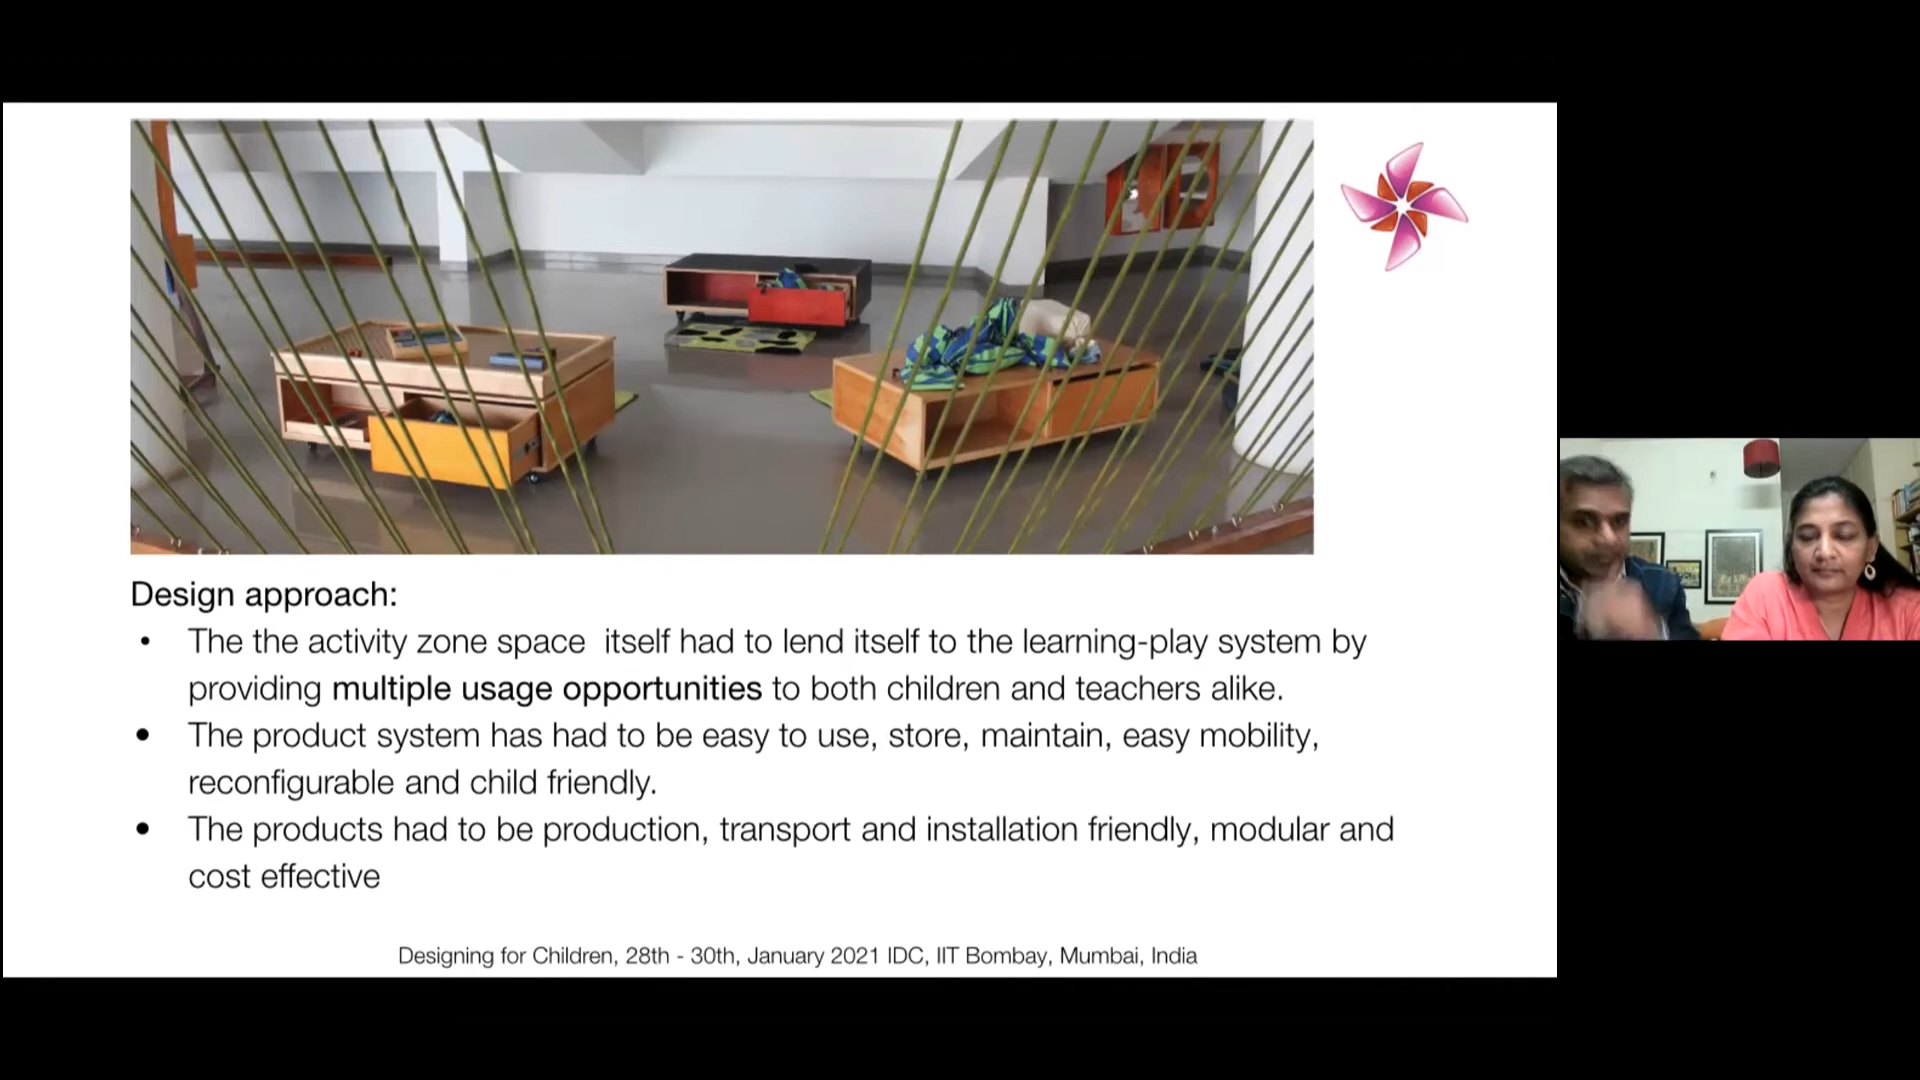 Design approach:
• The the activity zone space  itself had to lend itself to the learning-play system by
providing multiple usage opportunities to both children and teachers alike.
• The product system has had to be easy to use, store, maintain, easy mobility,
reconfigurable and child friendly.
• The products had to be production, transport and installation friendly, modular and
cost effective
Designing for Children, 28th - 30th, January 2021 IDC, IIT Bombay, Mumbai, India